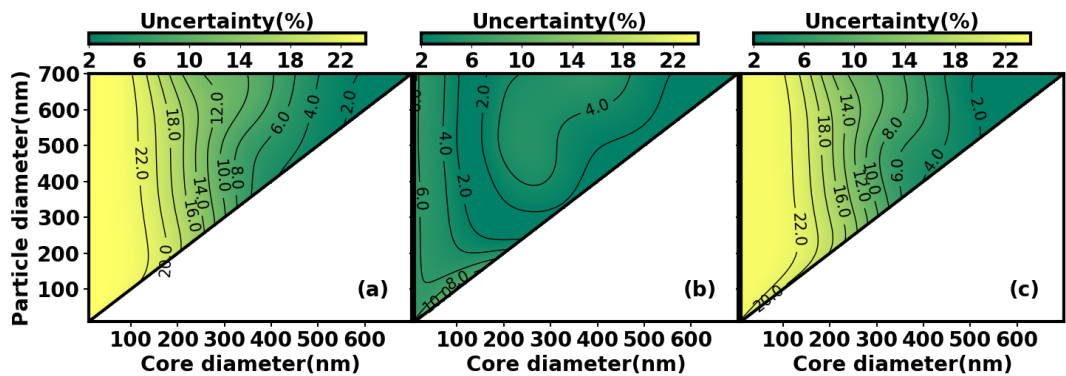 Uncertainty(%) Uncertainty(%) Uncertainty(%)
2 6 10 14 18 22 2 6 10 14 18 22 2 6 10 14 18 22
Particle diameter(nm)
700
600
500
400
300
200
100
22.0 20.0 18.0 16.0 14.0 12.0 10.0 8.0 6.0 4.0 2.0
(a)
6.0 4.0 2.0 2.0 4.0 8.0 10.0
(b)
22.0 20.0 18.0 16.0 14.0 12.0 10.0 8.0 6.0 4.0 2.0
(c)
100 200 300 400 500 600 100 200 300 400 500 600 100 200 300 400 500 600
Core diameter(nm) Core diameter(nm) Core diameter(nm)